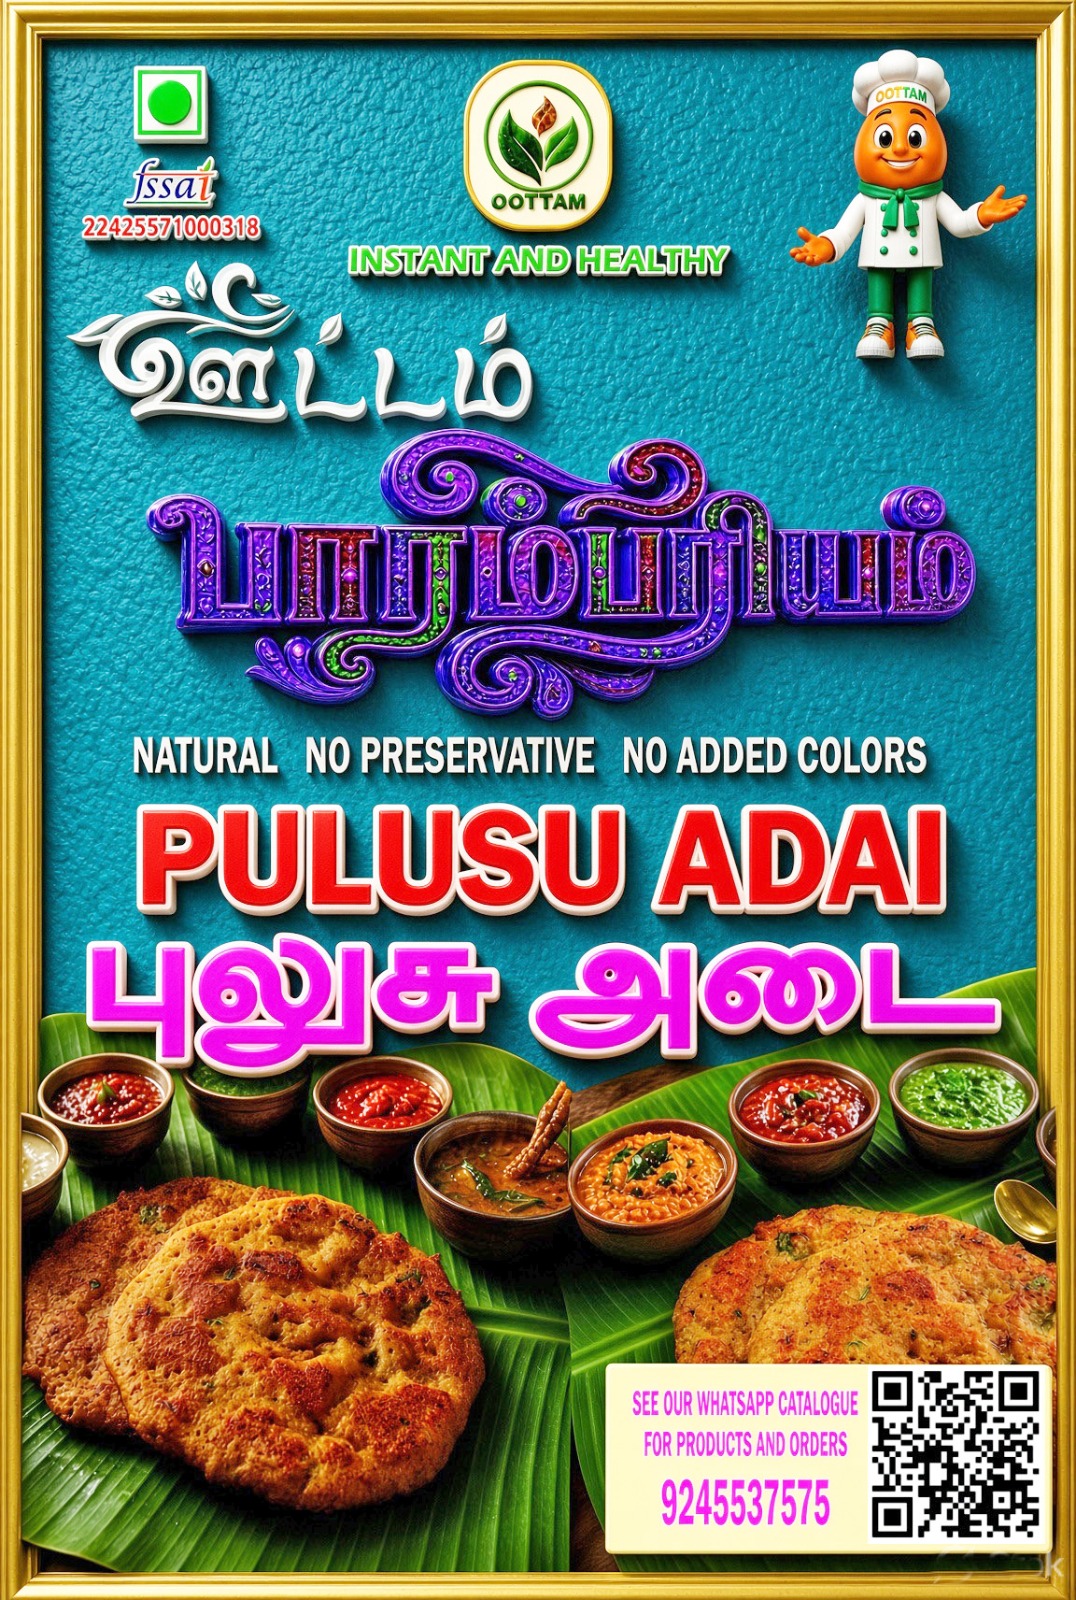 fssai
22425571000318
OOTTAM
INSTANT AND HEALTHY
OOTTAM
ஊட்டம்
பாரம்பரியம்
NATURAL NO PRESERVATIVE NO ADDED COLORS
PULUSU ADAI
புலுசு அடை
SEE OUR WHATSAPP CATALOGUE
FOR PRODUCTS AND ORDERS
9245537575